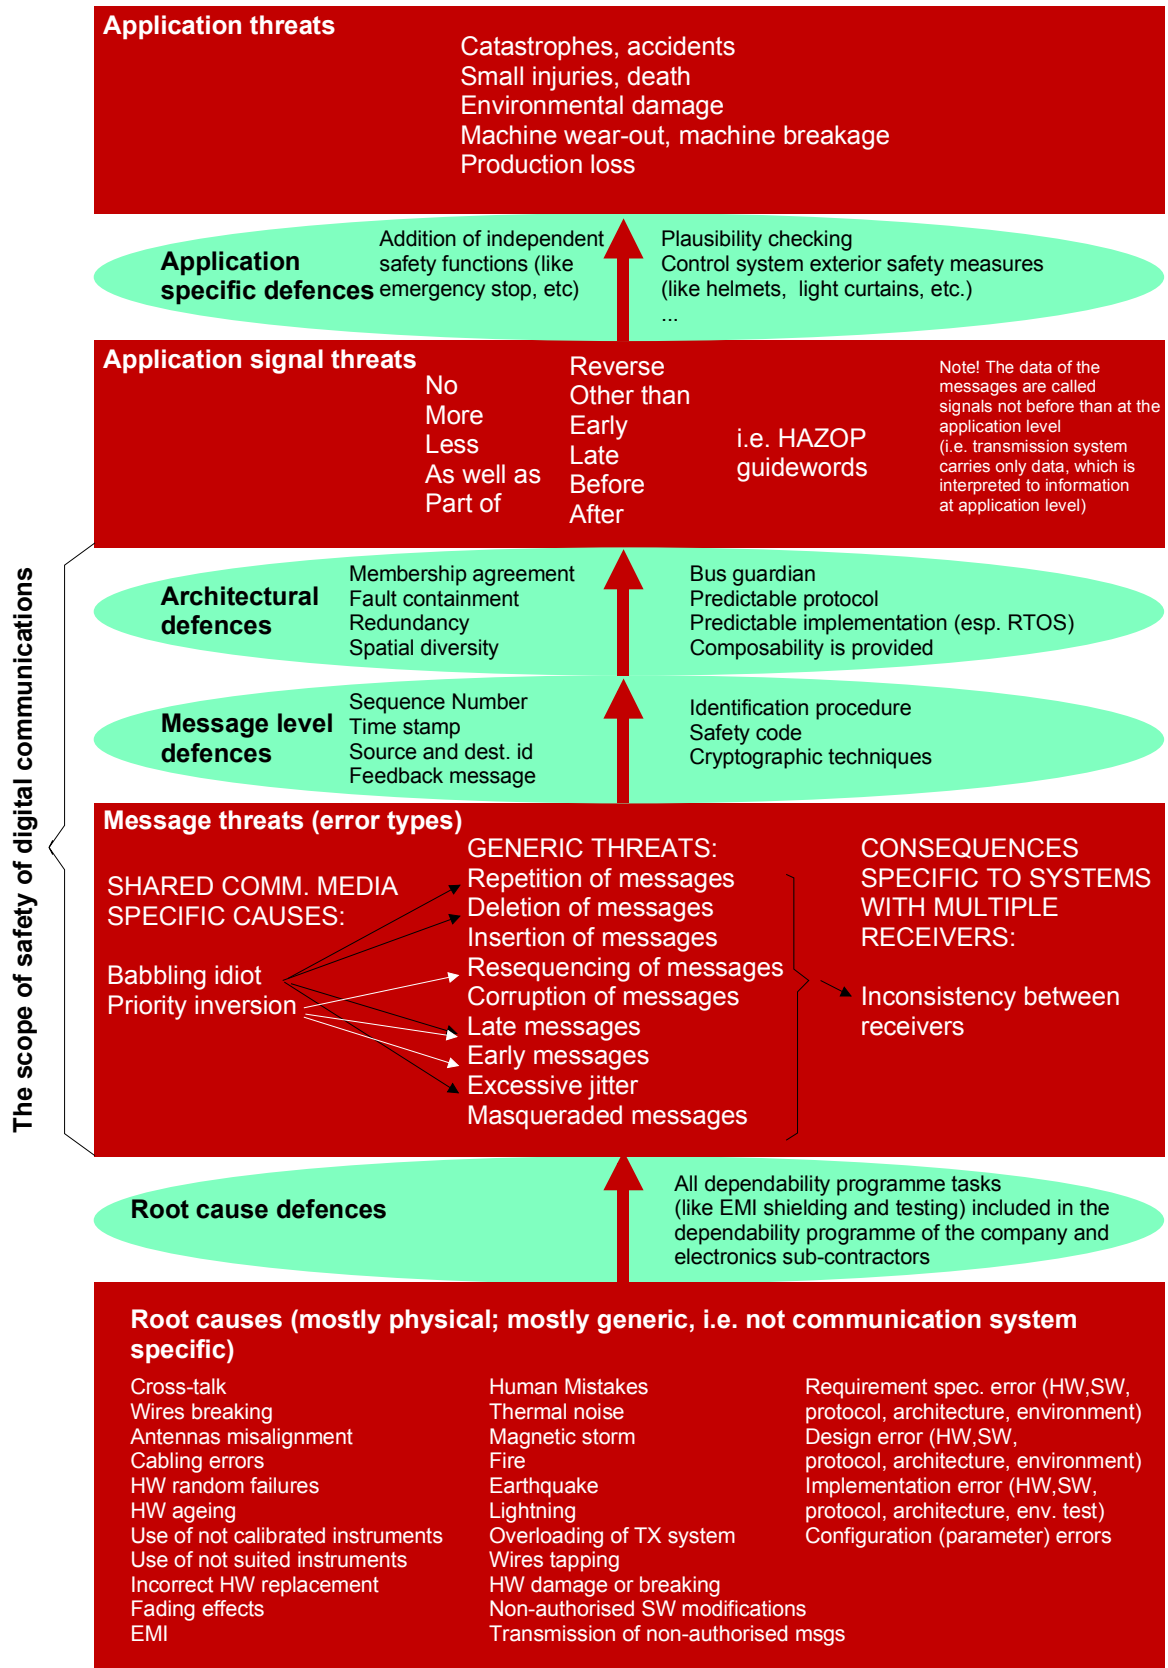 Application threats
Catastrophes, accidents
Small injuries, death
Environmental damage
Machine wear-out, machine breakage
Production loss
Application
specific defences
Addition of independent
safety functions (like
emergency stop, etc)
Plausibility checking
Control system exterior safety measures
(like helmets, light curtains, etc.)
...
Application signal threats
No
More
Less
As well as
Part of
Reverse
Other than
Early
Late
Before
After
i.e. HAZOP
guidewords
Note! The data of the
messages are called
signals not before than at the
application level
(i.e. transmission system
carries only data, which is
interpreted to information
at application level)
The scope of safety of digital communications
Architectural
defences
Membership agreement
Fault containment
Redundancy
Spatial diversity
Bus guardian
Predictable protocol
Predictable implementation (esp. RTOS)
Composability is provided
Message level
defences
Sequence Number
Time stamp
Source and dest. id
Feedback message
Identification procedure
Safety code
Cryptographic techniques
Message threats (error types)
SHARED COMM. MEDIA
SPECIFIC CAUSES:
Babbling idiot
Priority inversion
GENERIC THREATS:
Repetition of messages
Deletion of messages
Insertion of messages
Resequencing of messages
Corruption of messages
Late messages
Early messages
Excessive jitter
Masqueraded messages
CONSEQUENCES
SPECIFIC TO SYSTEMS
WITH MULTIPLE
RECEIVERS:
Inconsistency between
receivers
Root cause defences
All dependability programme tasks
(like EMI shielding and testing) included in the
dependability programme of the company and
electronics sub-contractors
Root causes (mostly physical; mostly generic, i.e. not communication system
specific)
Cross-talk
Wires breaking
Antennas misalignment
Cabling errors
HW random failures
HW ageing
Use of not calibrated instruments
Use of not suited instruments
Incorrect HW replacement
Fading effects
EMI
Human Mistakes
Thermal noise
Magnetic storm
Fire
Earthquake
Lightning
Overloading of TX system
Wires tapping
HW damage or breaking
Non-authorised SW modifications
Transmission of non-authorised msgs
Requirement spec. error (HW,SW,
protocol, architecture, environment)
Design error (HW,SW,
protocol, architecture, environment)
Implementation error (HW,SW,
protocol, architecture, env. test)
Configuration (parameter) errors